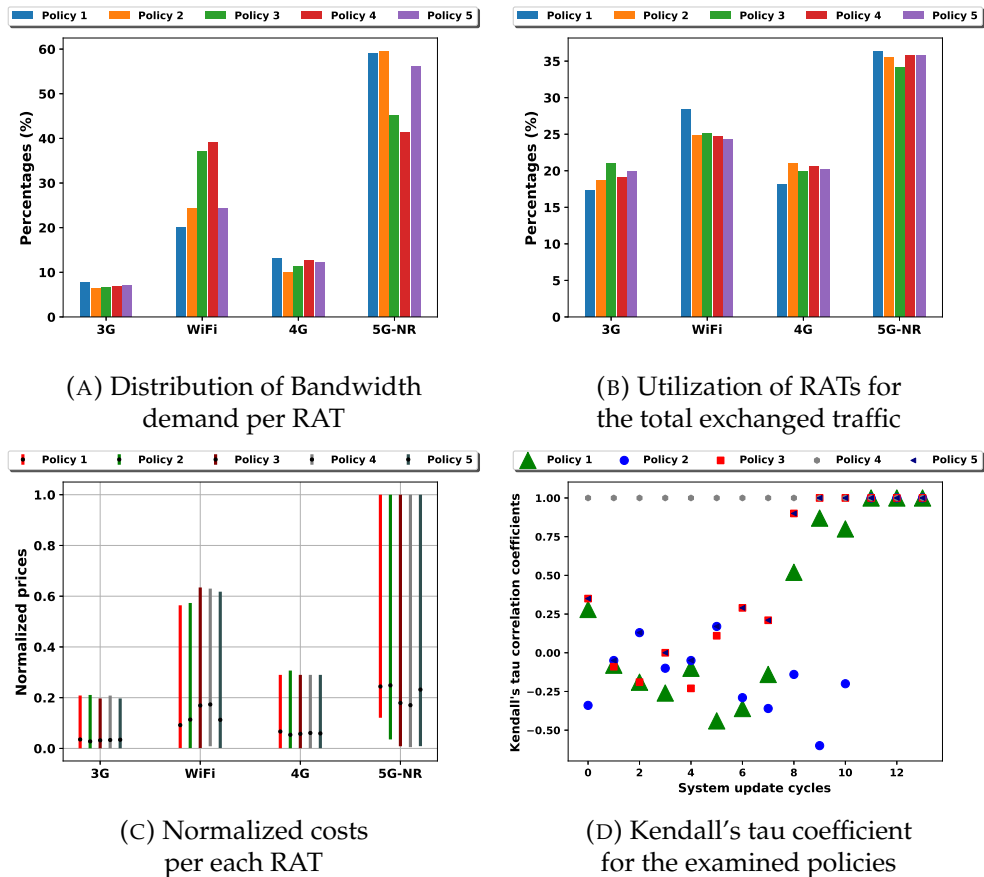 Policy 1 Policy 2 Policy 3 Policy 4 Policy 5
Percentages (%)
60
50
40
30
20
10
0
3G WiFi 4G 5G-NR
(A) Distribution of Bandwidth
demand per RAT
Policy 1 Policy 2 Policy 3 Policy 4 Policy 5
Percentages (%)
35
30
25
20
15
10
5
0
3G WiFi 4G 5G-NR
(B) Utilization of RATs for
the total exchanged traffic
Policy 1 Policy 2 Policy 3 Policy 4 Policy 5
Normalized prices
1.0
0.8
0.6
0.4
0.2
0.0
3G WiFi 4G 5G-NR
(C) Normalized costs
per each RAT
Policy 1 Policy 2 Policy 3 Policy 4 Policy 5
Kendall's tau correlation coefficients
1.00
0.75
0.50
0.25
0.00
−0.25
−0.50
0 2 4 6 8 10 12
System update cycles
(D) Kendall's tau coefficient
for the examined policies